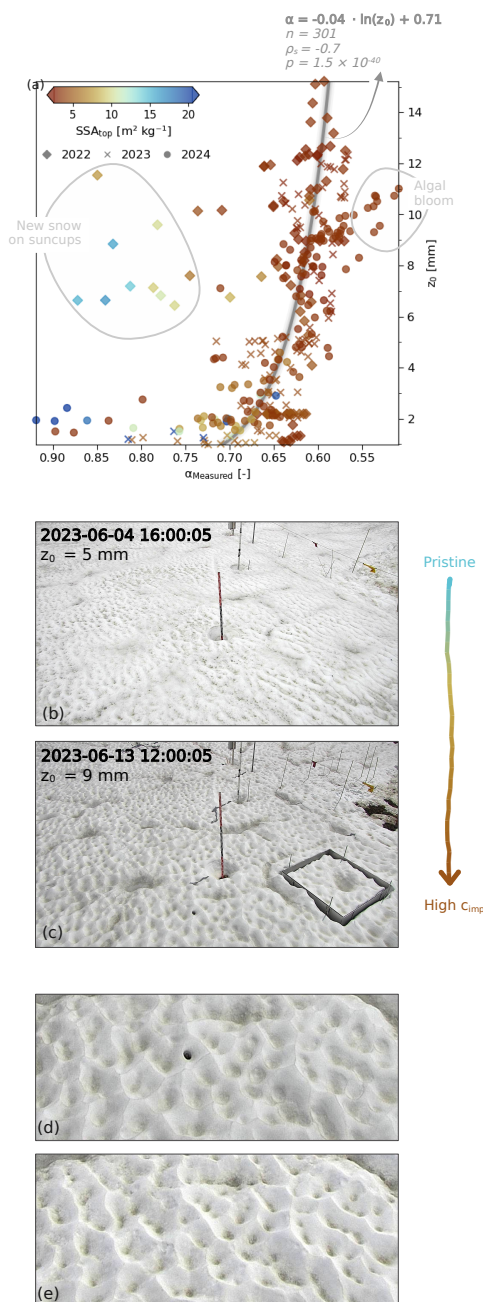 α = -0.04 · ln(z₀) + 0.71
n = 301
ρₛ = -0.7
p = 1.5 × 10⁻⁴⁰
(a)
5 10 15 20
SSA_top [m² kg⁻¹]
2022 2023 2024
14
12
10
8
6
4
2
z₀ [mm]
Algal
bloom
New snow
on suncups
0.90 0.85 0.80 0.75 0.70 0.65 0.60 0.55
α_Measured [-]
2023-06-04 16:00:05
z₀ = 5 mm
(b)
Pristine
2023-06-13 12:00:05
z₀ = 9 mm
(c)
High c_imp
(d)
(e)